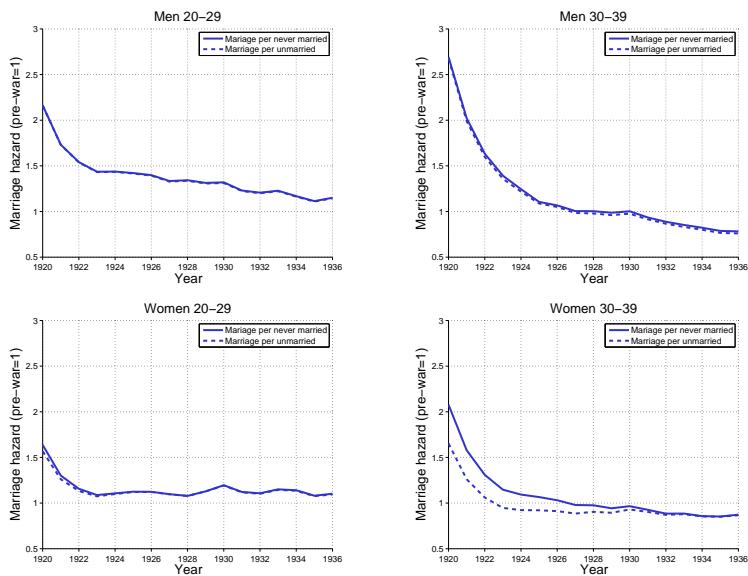 Men 20−29
Mariage per never married
Marriage per unmarried
Marriage hazard (pre−war=1)
3
2.5
2
1.5
1
0.5
1920 1922 1924 1926 1928 1930 1932 1934 1936
Year
Men 30−39
Mariage per never married
Marriage per unmarried
Marriage hazard (pre−war=1)
3
2.5
2
1.5
1
0.5
1920 1922 1924 1926 1928 1930 1932 1934 1936
Year
Women 20−29
Mariage per never married
Marriage per unmarried
Marriage hazard (pre−war=1)
3
2.5
2
1.5
1
0.5
1920 1922 1924 1926 1928 1930 1932 1934 1936
Year
Women 30−39
Mariage per never married
Marriage per unmarried
Marriage hazard (pre−war=1)
3
2.5
2
1.5
1
0.5
1920 1922 1924 1926 1928 1930 1932 1934 1936
Year